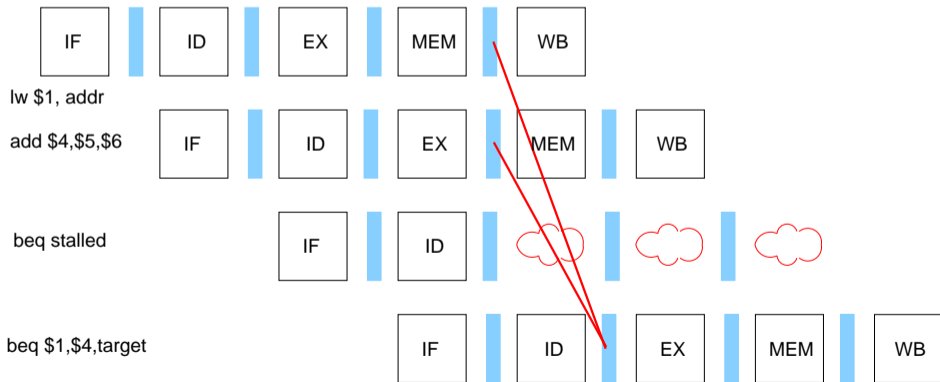 IF ID EX MEM WB
lw $1, addr
add $4,$5,$6 IF ID EX MEM WB
beq stalled IF ID
beq $1,$4,target IF ID EX MEM WB